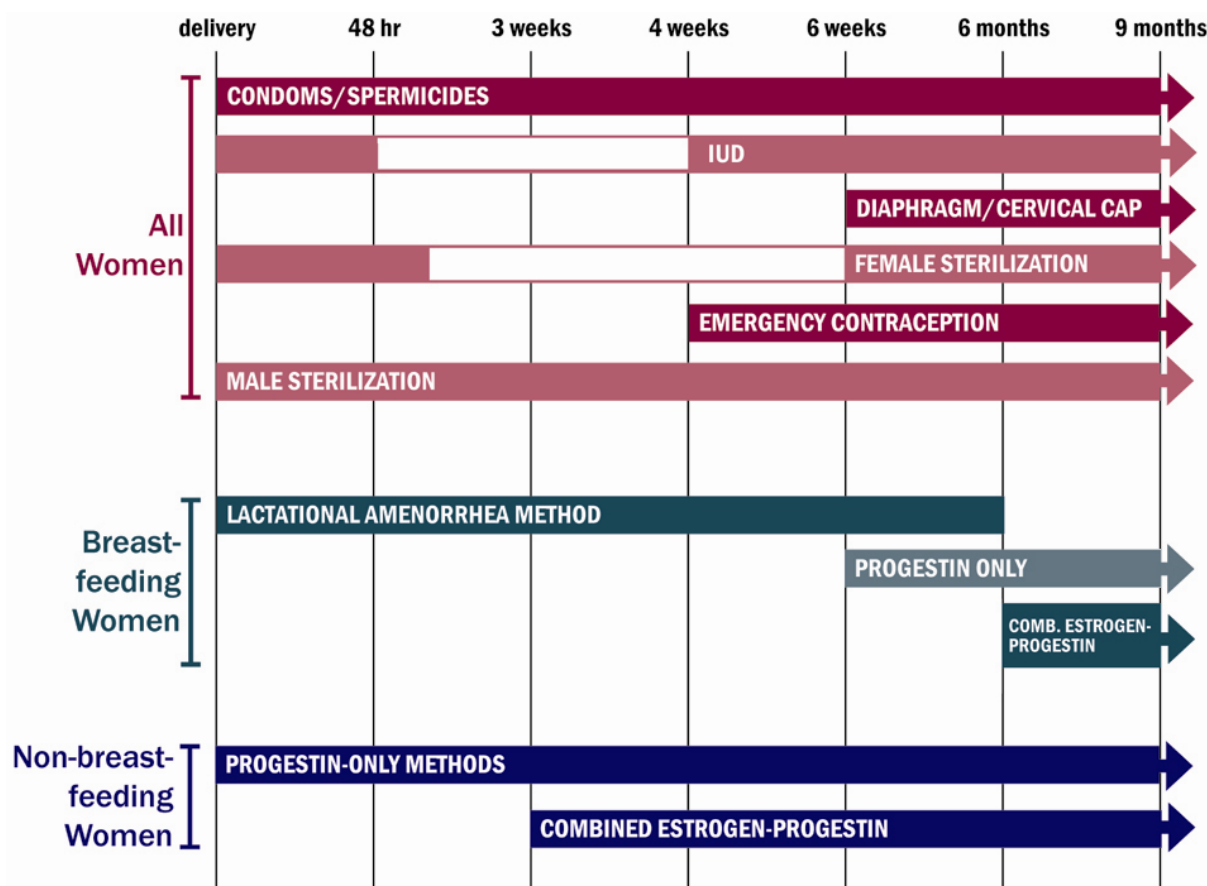 delivery 48 hr 3 weeks 4 weeks 6 weeks 6 months 9 months
CONDOMS/SPERMICIDES
IUD
DIAPHRAGM/CERVICAL CAP
All
Women
FEMALE STERILIZATION
EMERGENCY CONTRACEPTION
MALE STERILIZATION
LACTATIONAL AMENORRHEA METHOD
Breast-
feeding
Women
PROGESTIN ONLY
COMB. ESTROGEN-
PROGESTIN
Non-breast-
feeding
Women
PROGESTIN-ONLY METHODS
COMBINED ESTROGEN-PROGESTIN